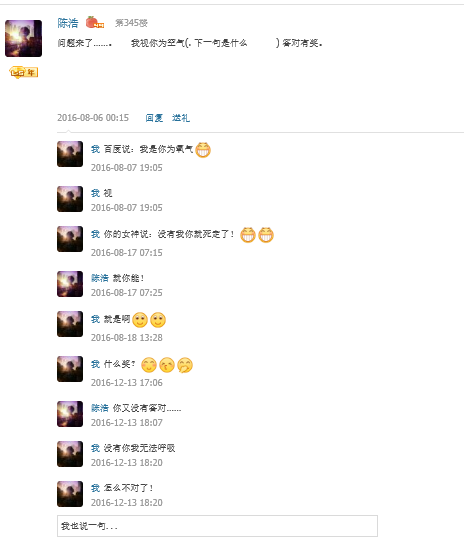 陈浩 第345楼
问题来了……。 我视你为空气(. 下一句是什么 ) 答对有奖。
年
2016-08-06 00:15 回复 送礼
我 百度说：我是你为氧气
2016-08-07 19:05
我 视
2016-08-07 19:05
我 你的女神说：没有我你就死定了！
2016-08-17 07:15
陈浩 就你能！
2016-08-17 07:25
我 就是啊
2016-08-18 13:28
我 什么奖？
2016-12-13 17:06
陈浩 你又没有答对……
2016-12-13 18:07
我 没有你我无法呼吸
2016-12-13 18:20
我 怎么不对了！
2016-12-13 18:20
我也说一句...